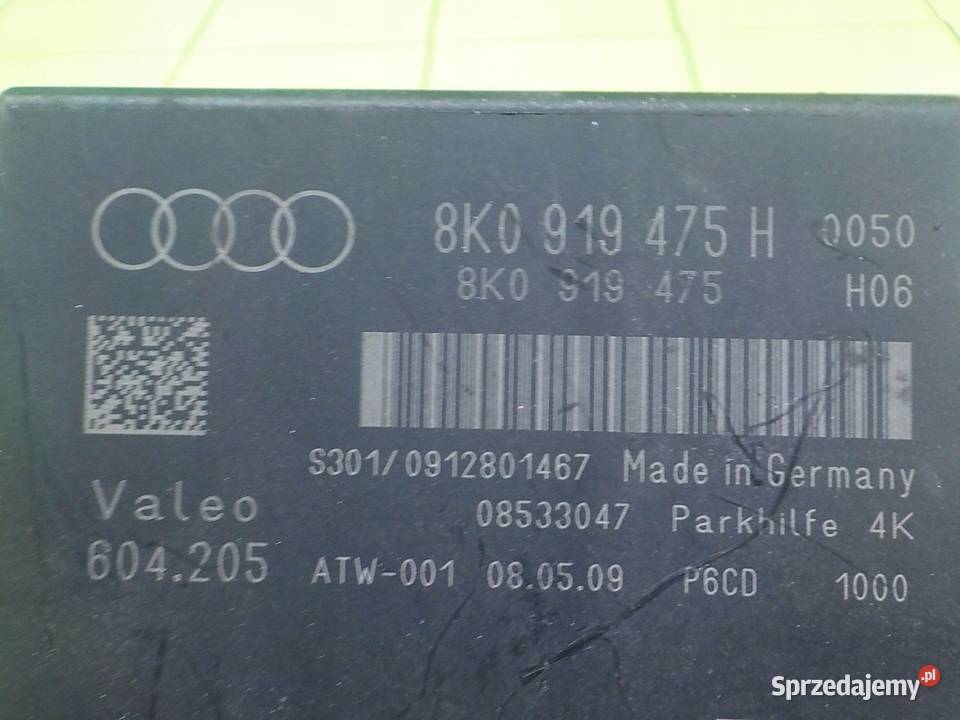 8K0 919 475 H 0050
8K0 919 475 H06
S301/0912801467 Made in Germany
Valeo 08533047 Parkhilfe 4K
604.205 ATW-001 08.05.09 P6CD 1000
Sprzedajemy.pl